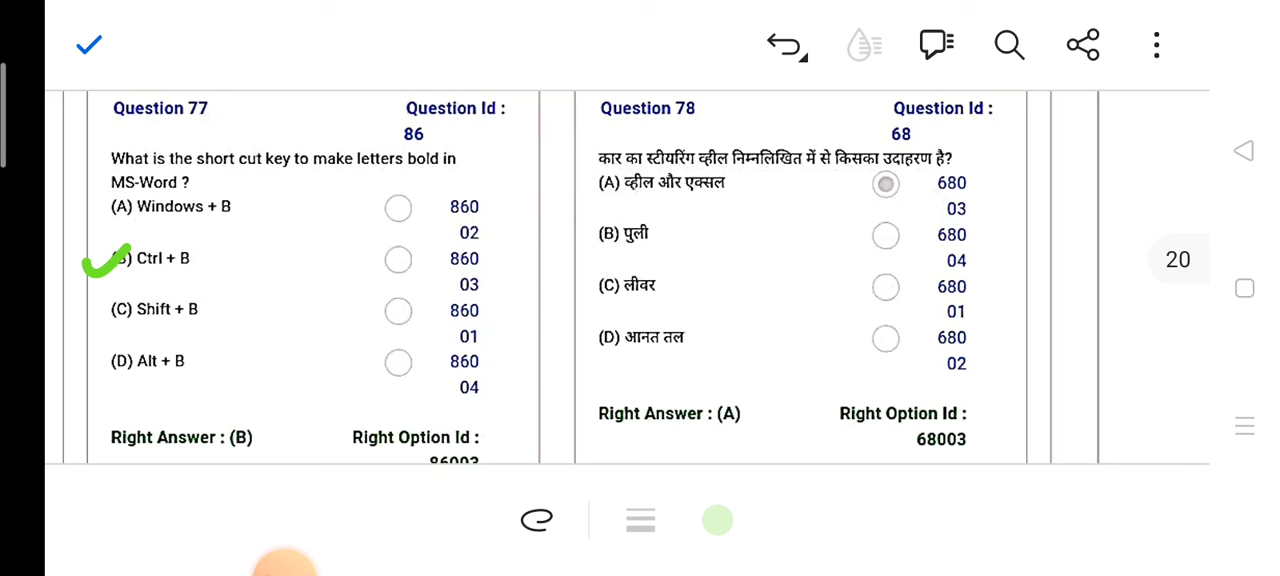 Question 77
Question Id :
86
What is the short cut key to make letters bold in
MS-Word ?
(A) Windows + B
860
02
Ctrl + B
860
03
(C) Shift + B
860
01
(D) Alt + B
860
04
Right Answer : (B)
Right Option Id :
86003
Question 78
Question Id :
68
कार का स्टीयरिंग व्हील निम्नलिखित में से किसका उदाहरण है?
(A) व्हील और एक्सल
680
03
(B) पुली
680
04
(C) लीवर
680
01
(D) आनत तल
680
02
Right Answer : (A)
Right Option Id :
68003
20